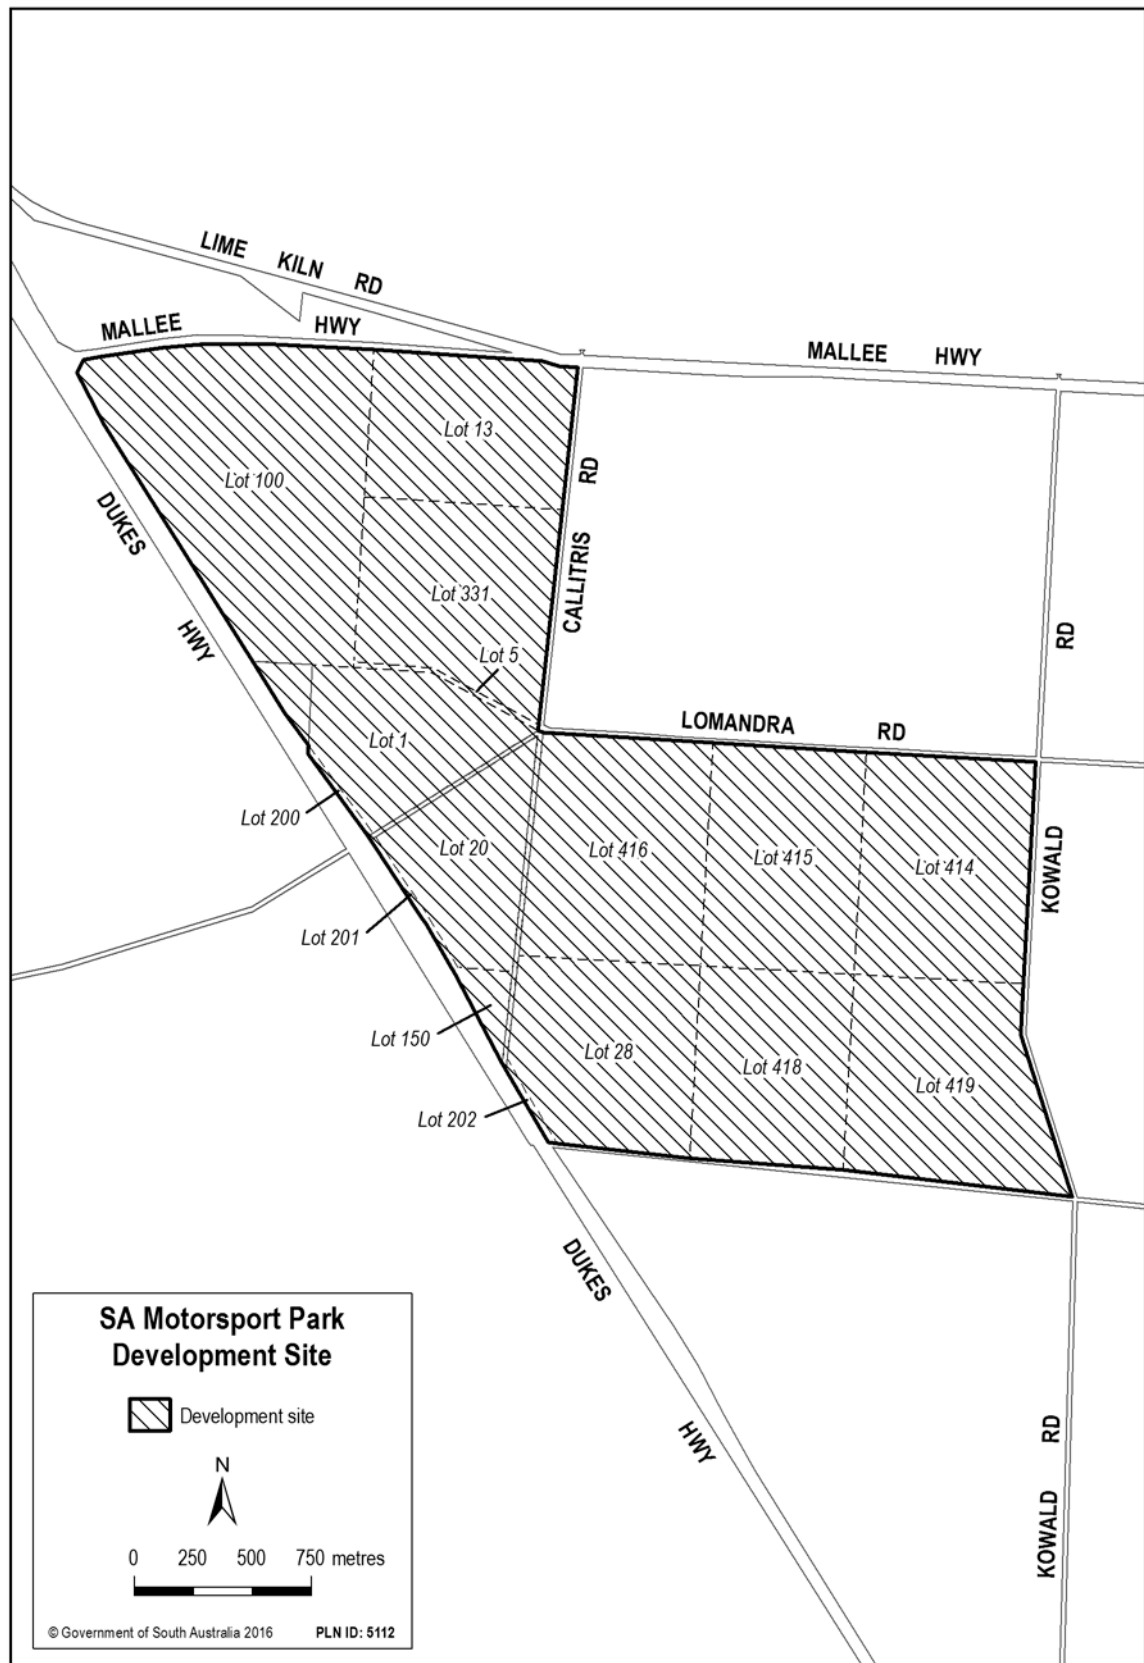 LIME KILN RD
MALLEE HWY
MALLEE HWY
Lot 13
RD
CALLITRIS
Lot 100
DUKES
HWY
Lot 331
RD
Lot 5
LOMANDRA RD
Lot 1
Lot 200
Lot 20
Lot 416
Lot 415
Lot 414
KOWALD
Lot 201
Lot 150
Lot 28
Lot 418
Lot 419
Lot 202
DUKES
HWY
RD
KOWALD
SA Motorsport Park
Development Site
Development site
N
0 250 500 750 metres
© Government of South Australia 2016 PLN ID: 5112